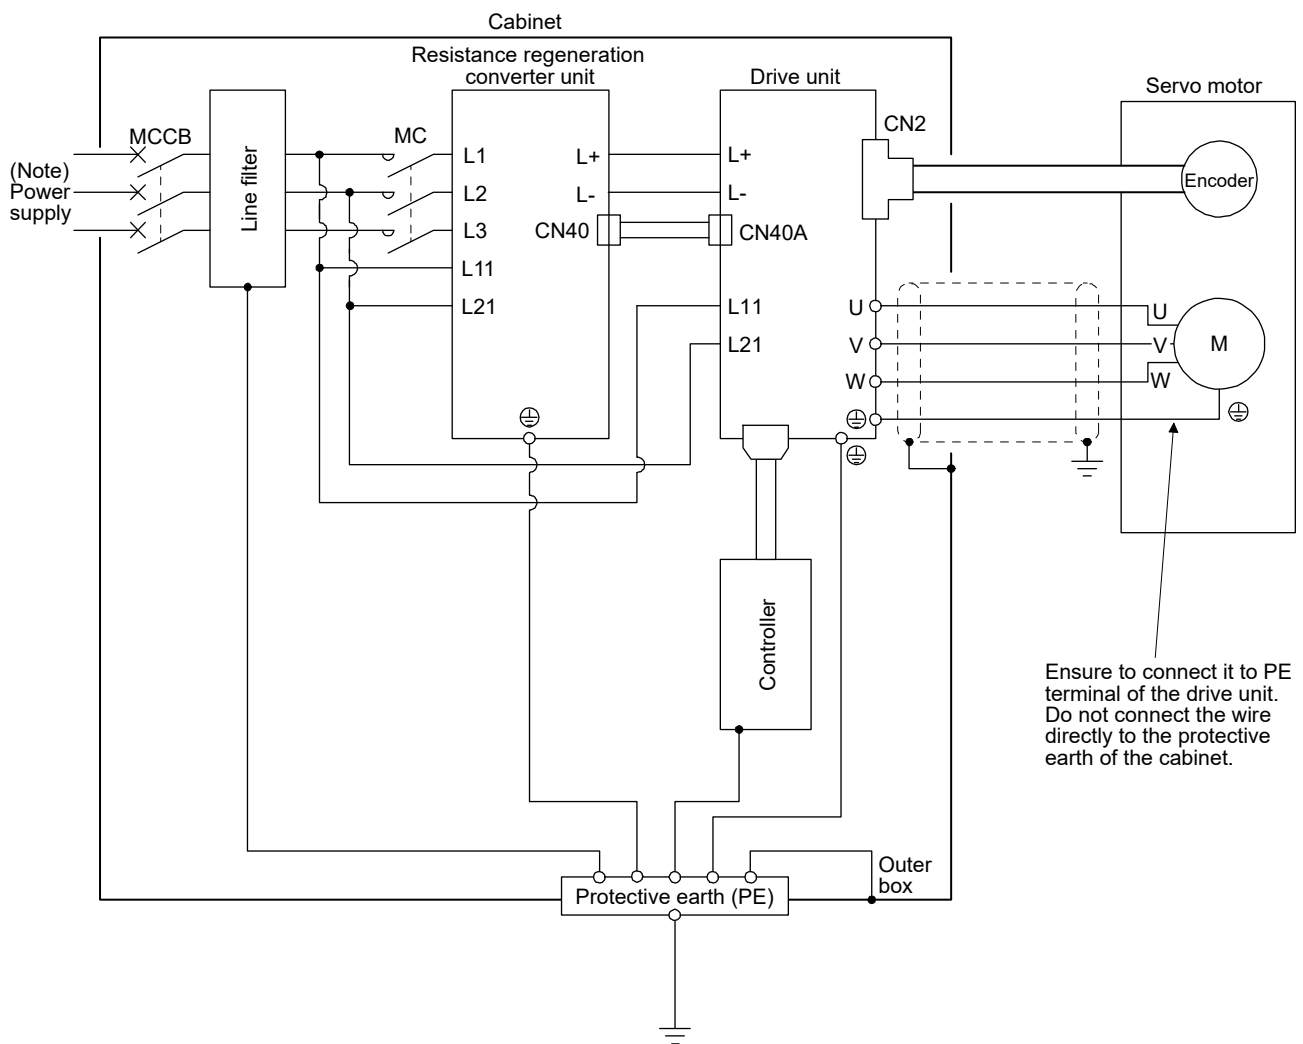 Cabinet
Resistance regeneration
converter unit
Drive unit
Servo motor
CN2
MCCB
MC
(Note)
Power
supply
Line filter
L1
L2
L3
L11
L21
L+
L-
CN40
L+
L-
CN40A
L11
L21
Encoder
U
V
W
U
V
W
M
Controller
Ensure to connect it to PE
terminal of the drive unit.
Do not connect the wire
directly to the protective
earth of the cabinet.
Outer
box
Protective earth (PE)